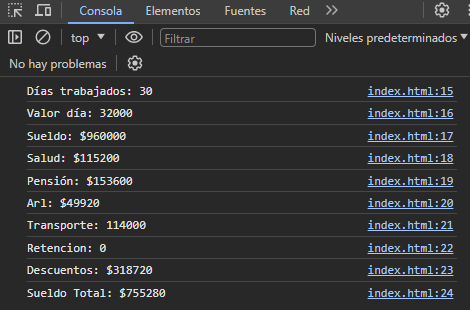 Consola Elementos Fuentes Red
top Filtrar Niveles predeterminados
No hay problemas
Días trabajados: 30 index.html:15
Valor día: 32000 index.html:16
Sueldo: $960000 index.html:17
Salud: $115200 index.html:18
Pensión: $153600 index.html:19
Arl: $49920 index.html:20
Transporte: 114000 index.html:21
Retencion: 0 index.html:22
Descuentos: $318720 index.html:23
Sueldo Total: $755280 index.html:24